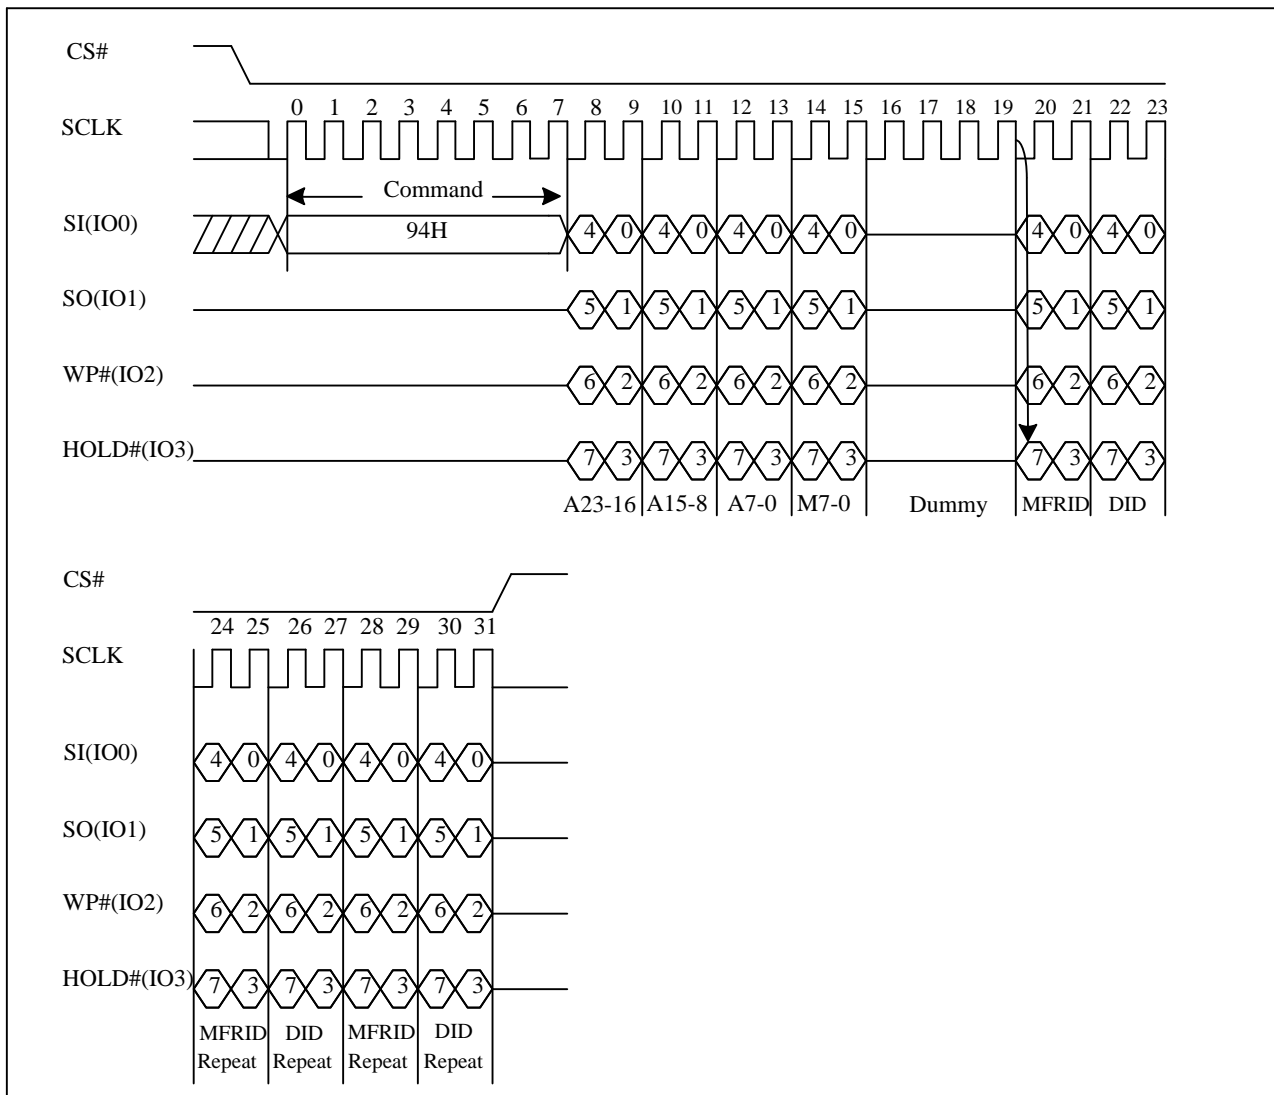 CS#
0 1 2 3 4 5 6 7 8 9 10 11 12 13 14 15 16 17 18 19 20 21 22 23
SCLK
Command
SI(IO0) 94H 4 0 4 0 4 0 4 0 4 0 4 0
SO(IO1) 5 1 5 1 5 1 5 1 5 1 5 1
WP#(IO2) 6 2 6 2 6 2 6 2 6 2 6 2
HOLD#(IO3) 7 3 7 3 7 3 7 3 7 3 7 3
A23-16 A15-8 A7-0 M7-0 Dummy MFRID DID
CS#
24 25 26 27 28 29 30 31
SCLK
SI(IO0) 4 0 4 0 4 0 4 0
SO(IO1) 5 1 5 1 5 1 5 1
WP#(IO2) 6 2 6 2 6 2 6 2
HOLD#(IO3) 7 3 7 3 7 3 7 3
MFRID DID MFRID DID
Repeat Repeat Repeat Repeat